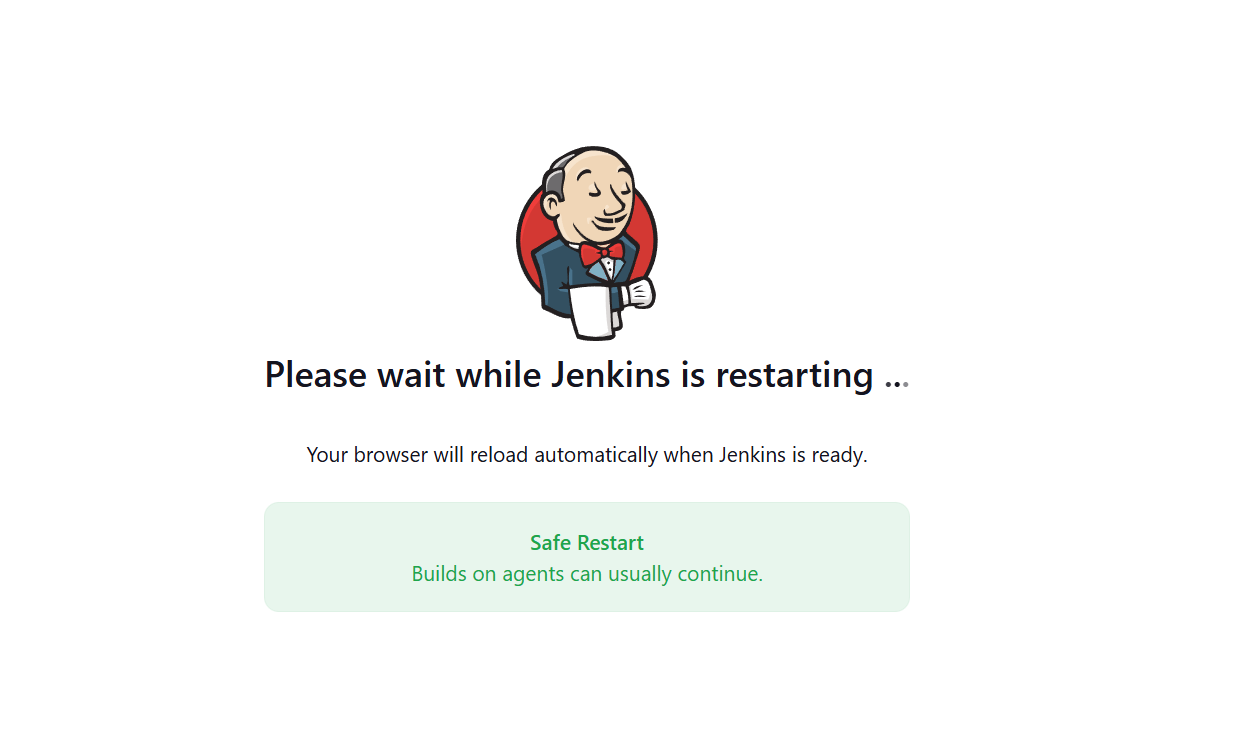 Please wait while Jenkins is restarting ...
Your browser will reload automatically when Jenkins is ready.
Safe Restart
Builds on agents can usually continue.